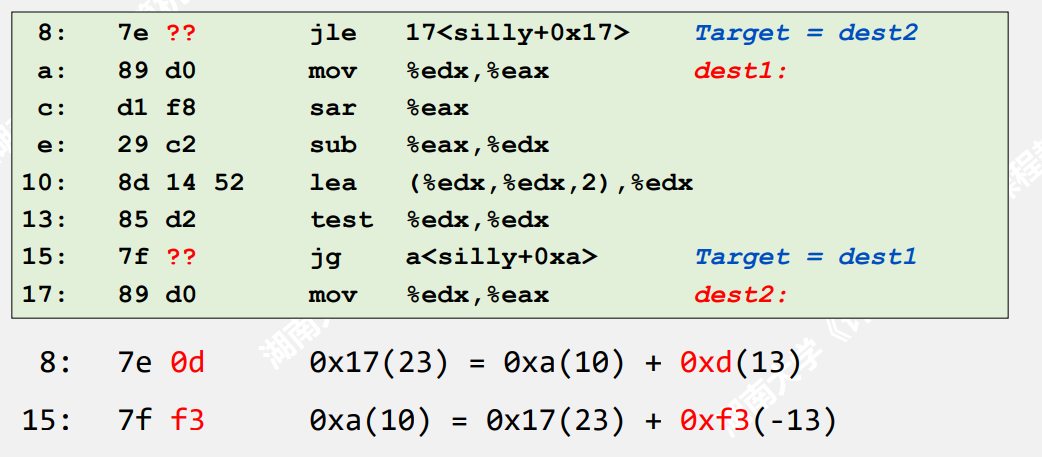 8: 7e ?? jle 17<silly+0x17> Target = dest2
a: 89 d0 mov %edx,%eax dest1:
c: d1 f8 sar %eax
e: 29 c2 sub %eax,%edx
10: 8d 14 52 lea (%edx,%edx,2),%edx
13: 85 d2 test %edx,%edx
15: 7f ?? jg a<silly+0xa> Target = dest1
17: 89 d0 mov %edx,%eax dest2:
8: 7e 0d 0x17(23) = 0xa(10) + 0xd(13)
15: 7f f3 0xa(10) = 0x17(23) + 0xf3(-13)